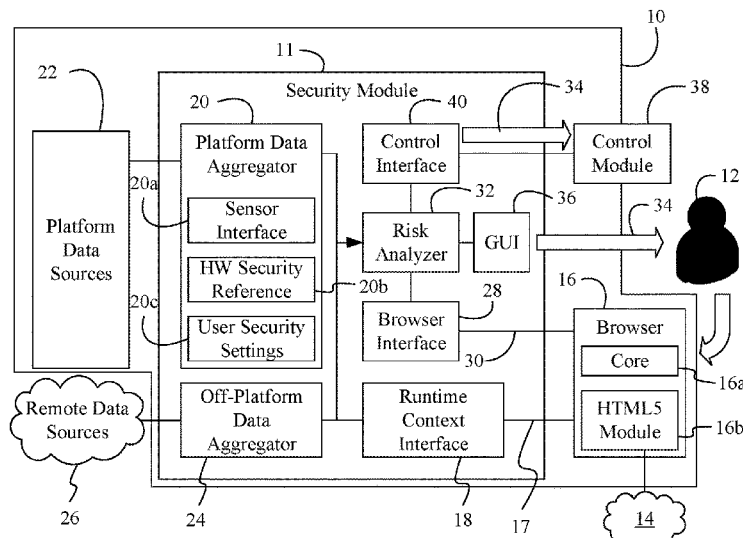 10
11
22
Security Module
20
40
34
38
Platform Data
Aggregator
Control
Interface
Control
Module
12
20a
32
36
Platform
Data
Sources
Sensor
Interface
Risk
Analyzer
GUI
34
HW Security
Reference
20b
28
16
20c
User Security
Settings
Browser
Interface
Browser
30
Core
16a
Remote Data
Sources
Off-Platform
Data
Aggregator
Runtime
Context
Interface
HTML5
Module
16b
26
24
18
17
14